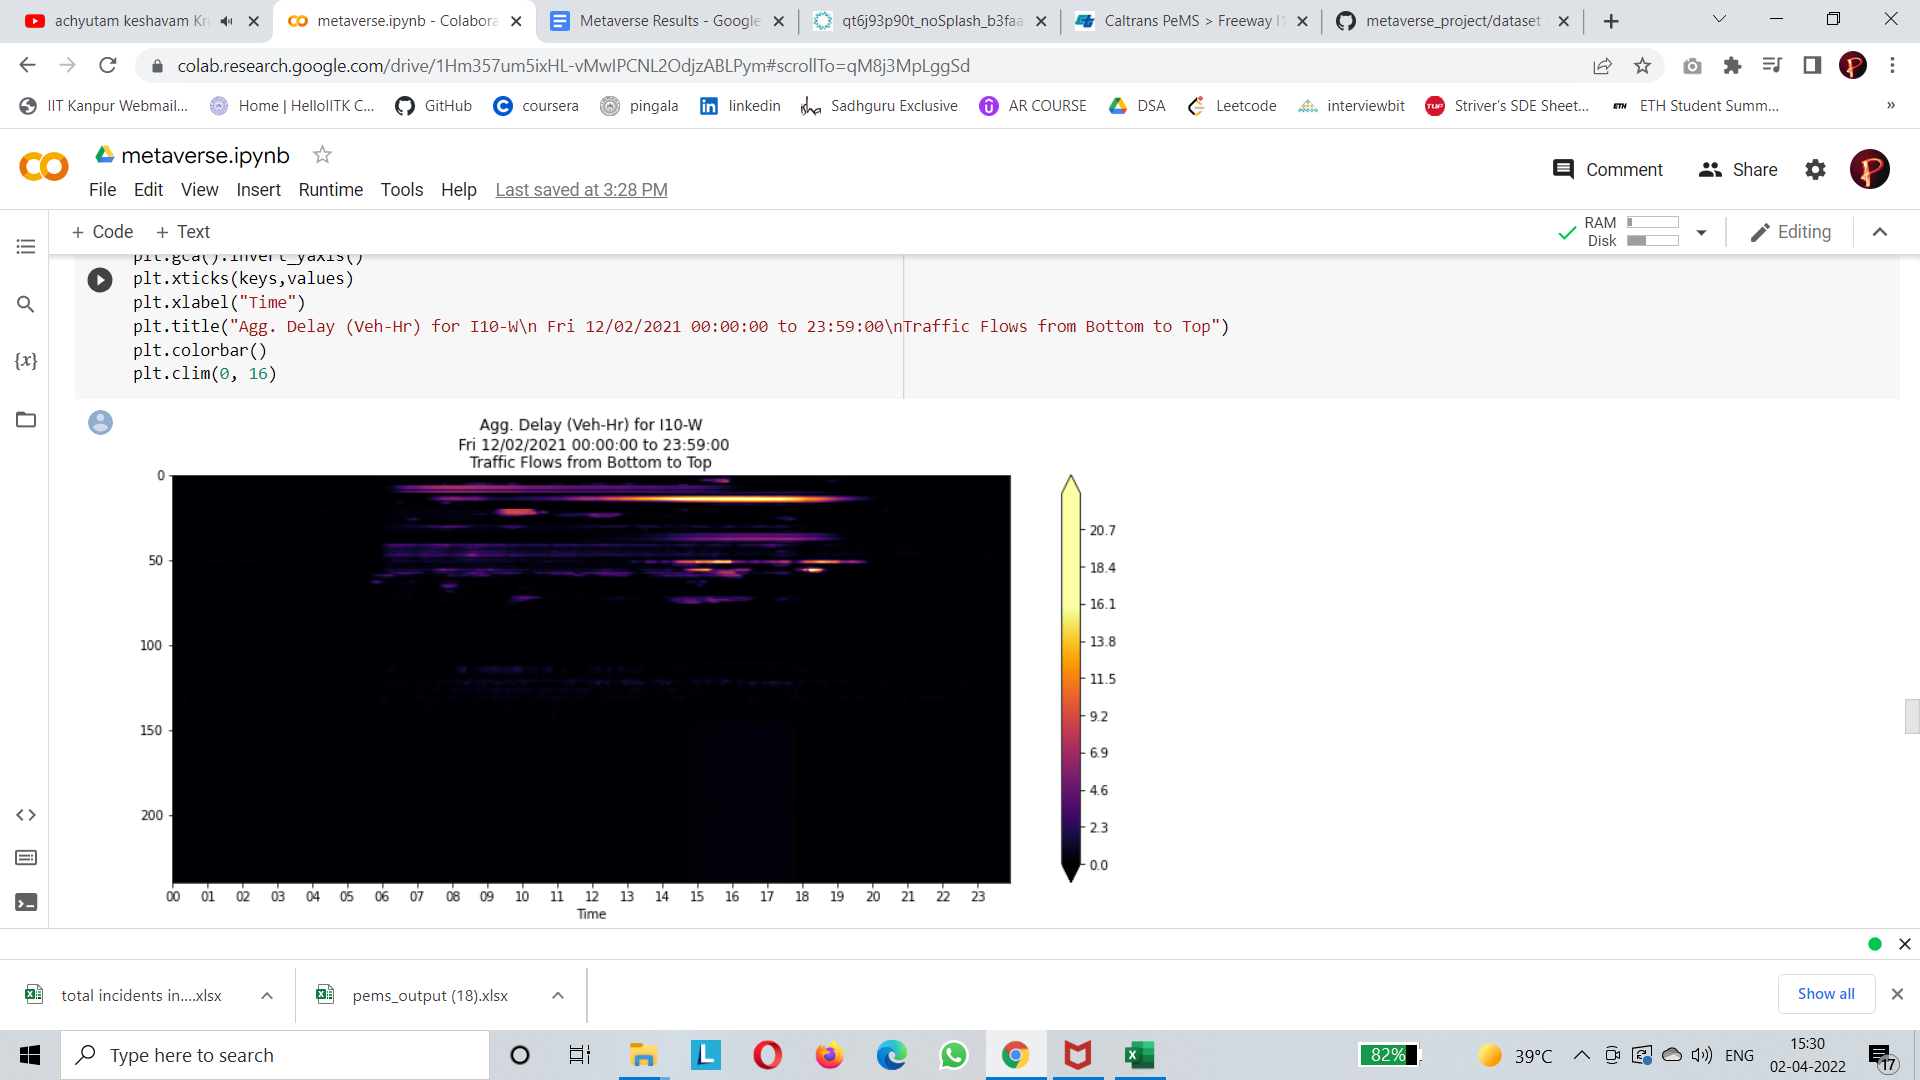 achyutam keshavam Kri
metaverse.ipynb - Colabora
Metaverse Results - Google
qt6j93p90t_noSplash_b3faa
Caltrans PeMS > Freeway I1
metaverse_project/dataset
colab.research.google.com/drive/1Hm357um5ixHL-vMwIPCNL2OdjzABLPym#scrollTo=qM8j3MpLggSd
IIT Kanpur Webmail...
Home | HelloIITK C...
GitHub
coursera
pingala
linkedin
Sadhguru Exclusive
AR COURSE
DSA
Leetcode
interviewbit
TUF
Striver's SDE Sheet...
ETH
ETH Student Summ...
»
metaverse.ipynb
Comment
Share
File Edit View Insert Runtime Tools Help Last saved at 3:28 PM
+ Code + Text
RAM
Disk
Editing
plt.gca().invert_yaxis()
plt.xticks(keys,values)
plt.xlabel("Time")
plt.title("Agg. Delay (Veh-Hr) for I10-W\n Fri 12/02/2021 00:00:00 to 23:59:00\nTraffic Flows from Bottom to Top")
plt.colorbar()
plt.clim(0, 16)
{x}
Agg. Delay (Veh-Hr) for I10-W
Fri 12/02/2021 00:00:00 to 23:59:00
Traffic Flows from Bottom to Top
0
50
100
150
200
00 01 02 03 04 05 06 07 08 09 10 11 12 13 14 15 16 17 18 19 20 21 22 23
Time
20.7
18.4
16.1
13.8
11.5
9.2
6.9
4.6
2.3
0.0
total incidents in....xlsx
pems_output (18).xlsx
Show all
Type here to search
82%
39°C
ENG
15:30
02-04-2022
17